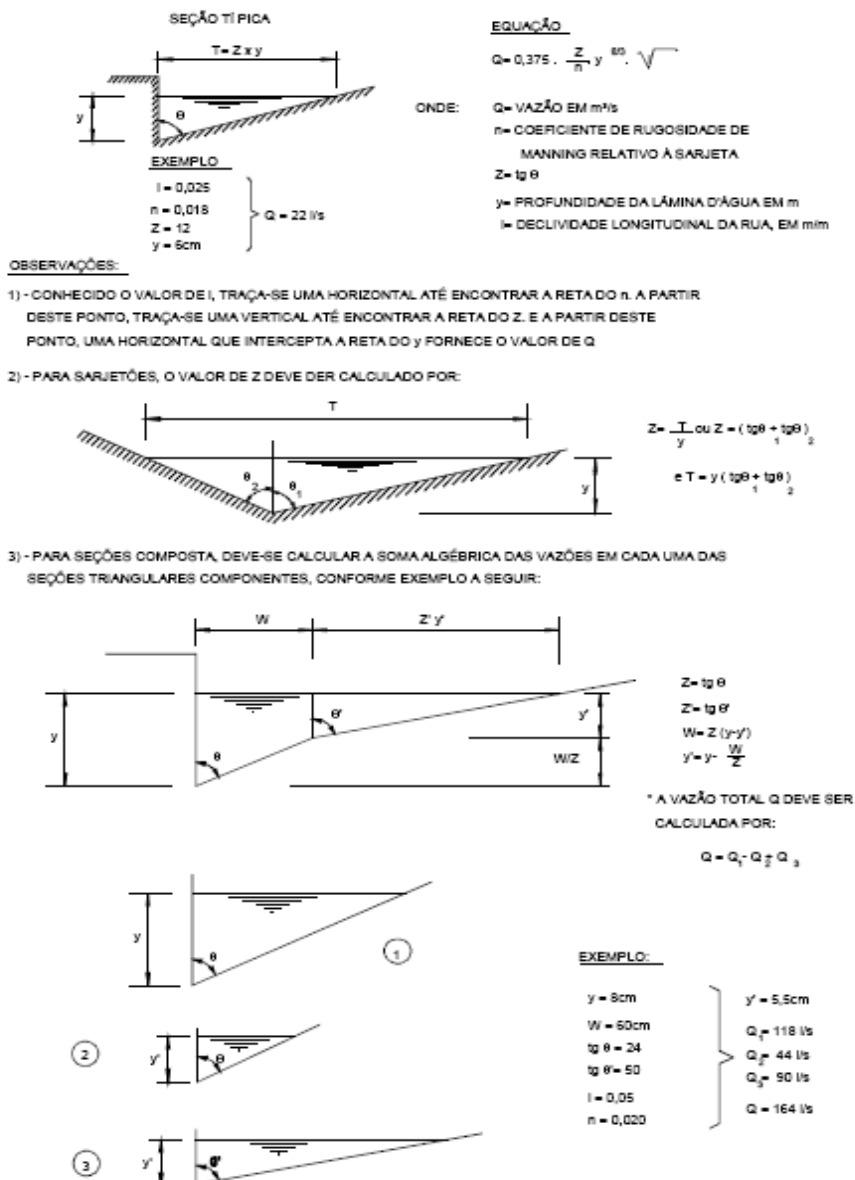 SEÇÃO TÍPICA
T= Z x y
y
θ
EXEMPLO
I = 0,025
n = 0,018
Z = 12
y = 6cm
Q = 22 l/s
EQUAÇÃO
Q= 0,375 . Z/n . y 8/3 . √
ONDE: Q= VAZÃO EM m³/s
n= COEFICIENTE DE RUGOSIDADE DE
MANNING RELATIVO À SARJETA
Z= tg θ
y= PROFUNDIDADE DA LÂMINA D'ÁGUA EM m
I= DECLIVIDADE LONGITUDINAL DA RUA, EM m/m
OBSERVAÇÕES:
1) - CONHECIDO O VALOR DE I, TRAÇA-SE UMA HORIZONTAL ATÉ ENCONTRAR A RETA DO n. A PARTIR
DESTE PONTO, TRAÇA-SE UMA VERTICAL ATÉ ENCONTRAR A RETA DO Z. E A PARTIR DESTE
PONTO, UMA HORIZONTAL QUE INTERCEPTA A RETA DO y FORNECE O VALOR DE Q
2) - PARA SARJETÕES, O VALOR DE Z DEVE DER CALCULADO POR:
T
θ2 θ1
y
Z= T/y ou Z = ( tgθ1 + tgθ2 )
e T = y ( tgθ1 + tgθ2 )
3) - PARA SEÇÕES COMPOSTA, DEVE-SE CALCULAR A SOMA ALGÉBRICA DAS VAZÕES EM CADA UMA DAS
SEÇÕES TRIANGULARES COMPONENTES, CONFORME EXEMPLO A SEGUIR:
W Z' y'
y
θ
θ'
y'
W/Z
Z= tg θ
Z'= tg θ'
W= Z (y-y')
y'= y- W/Z
* A VAZÃO TOTAL Q DEVE SER
CALCULADA POR:
Q = Q1- Q2+ Q3
y
θ
1
2
y'
θ
3
y'
θ'
EXEMPLO:
y = 8cm
W = 60cm
tg θ = 24
tg θ'= 50
I = 0,05
n = 0,020
y' = 5,5cm
Q1= 118 l/s
Q2= 44 l/s
Q3= 90 l/s
Q = 164 l/s